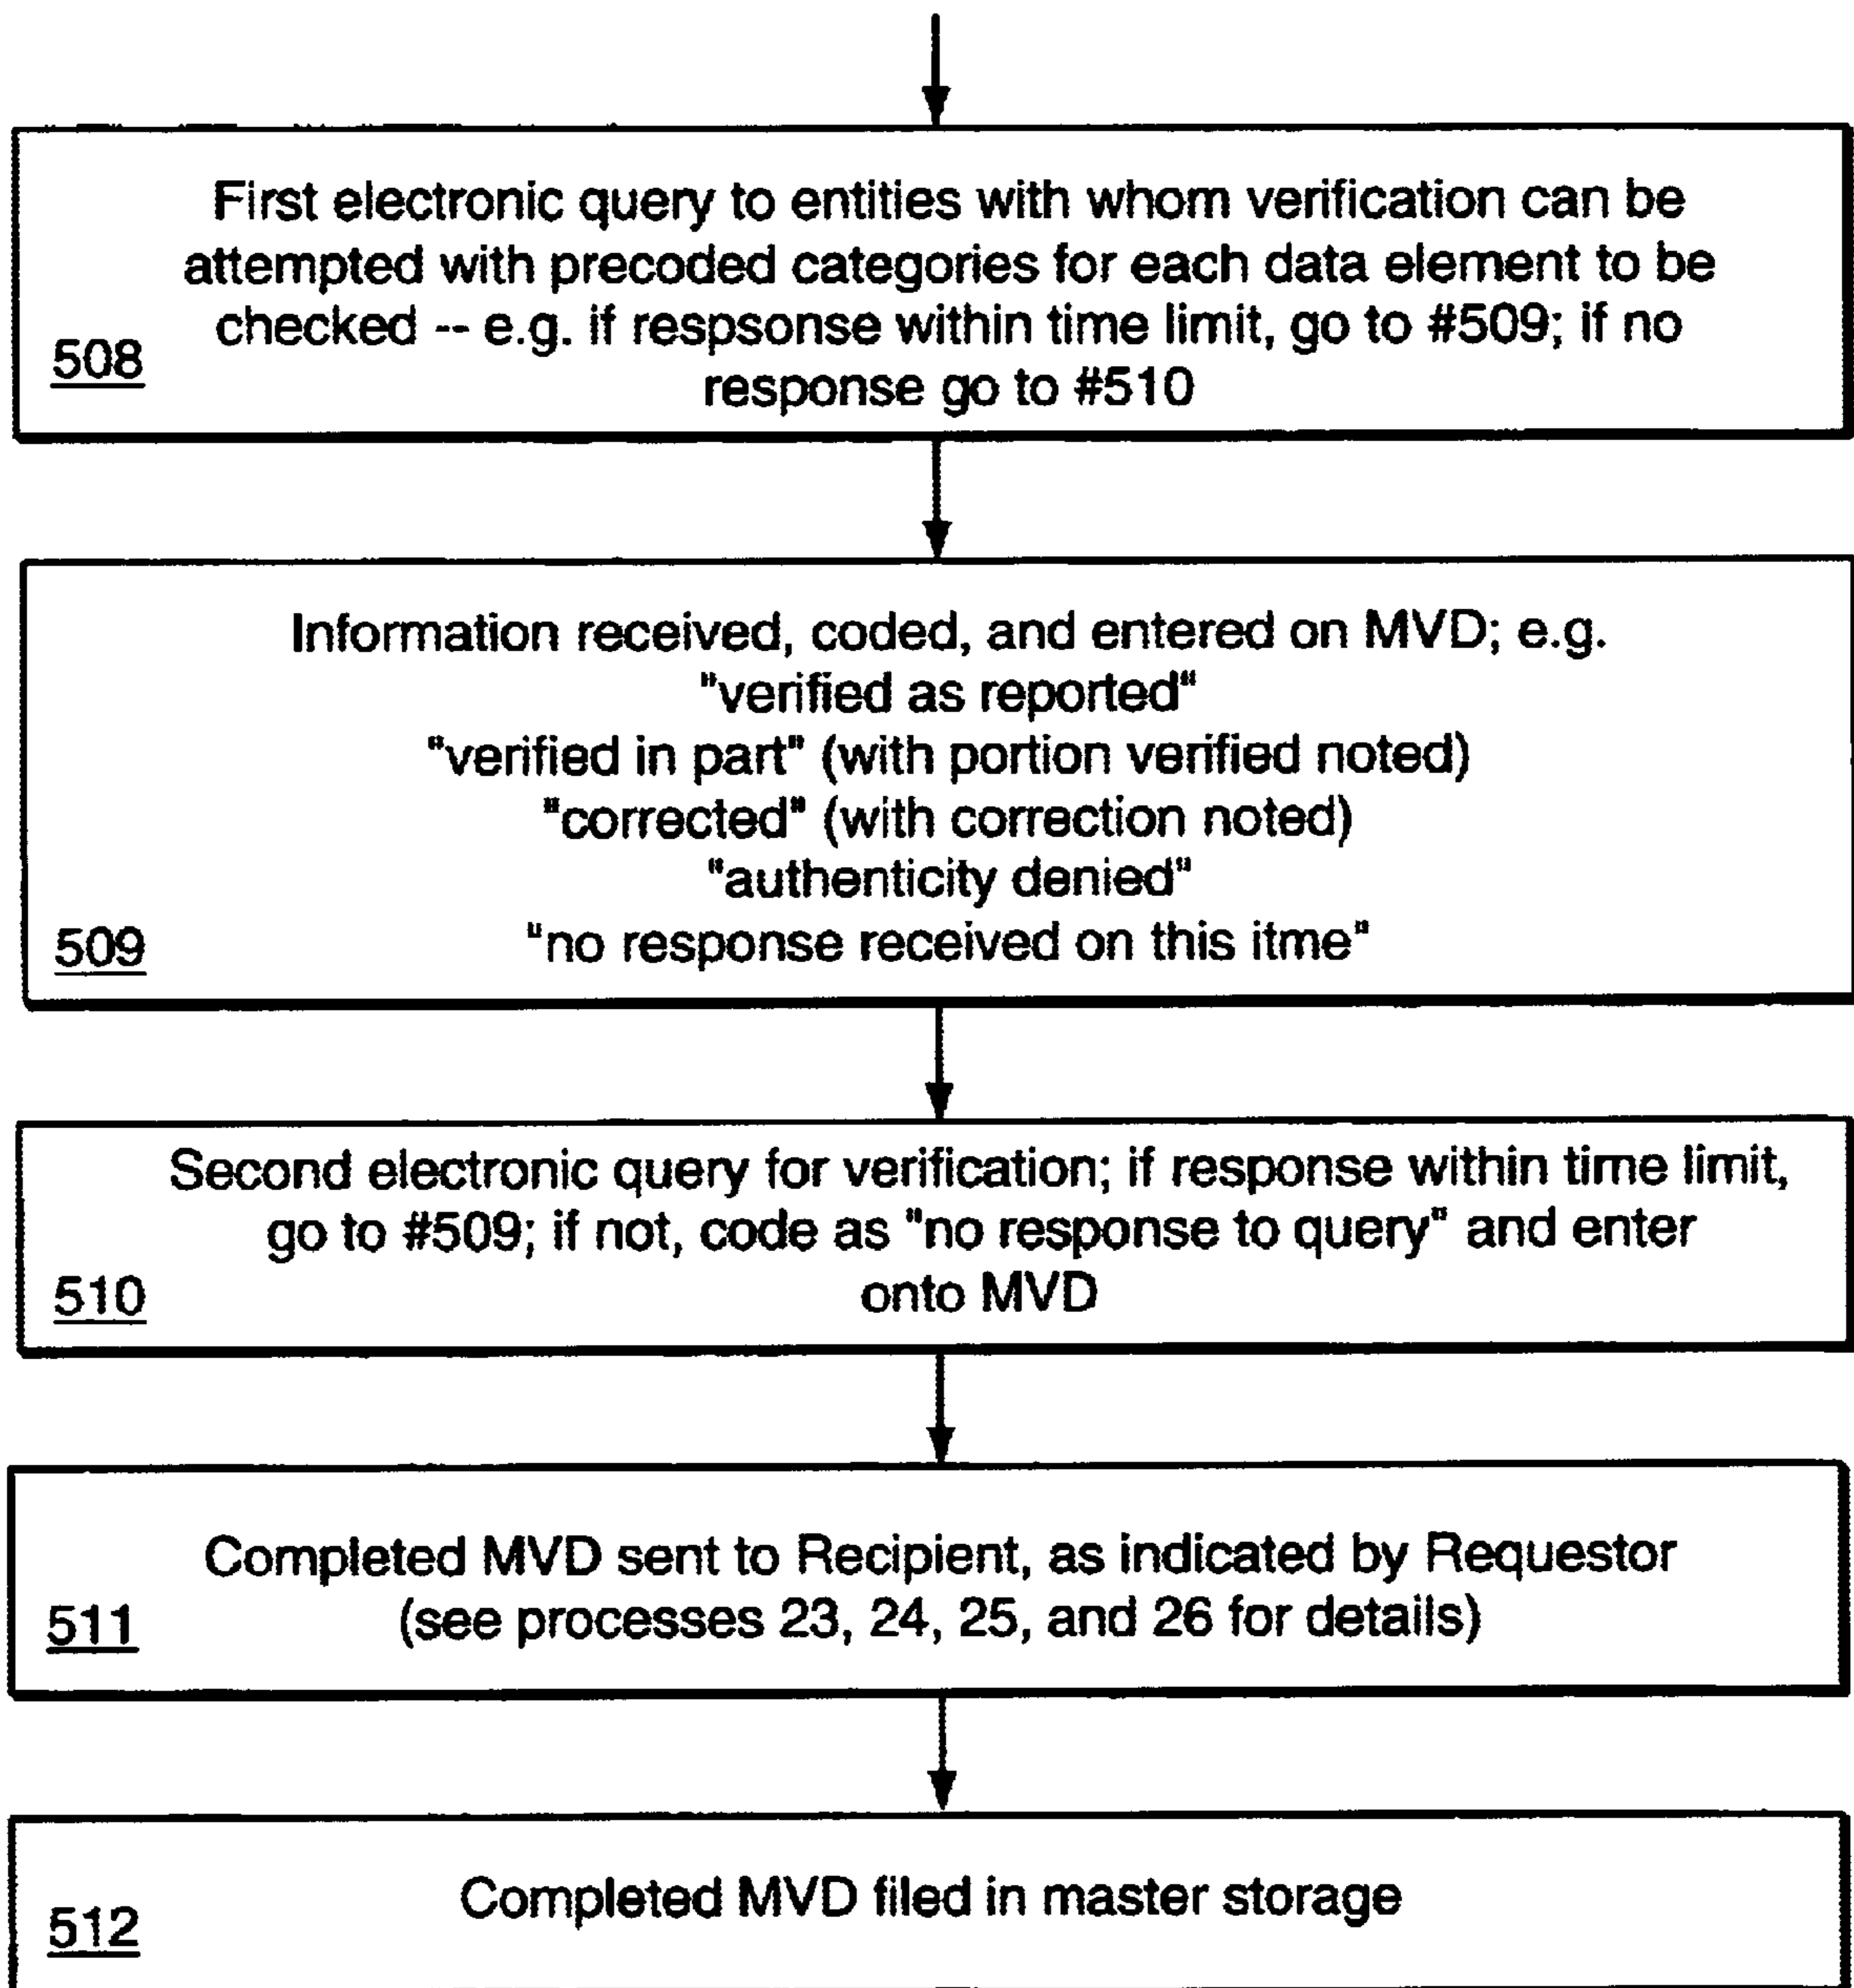 First electronic query to entities with whom verification can be
attempted with precoded categories for each data element to be
checked -- e.g. if respsonse within time limit, go to #509; if no
response go to #510
508
Information received, coded, and entered on MVD; e.g.
"verified as reported"
"verified in part" (with portion verified noted)
"corrected" (with correction noted)
"authenticity denied"
"no response received on this itme"
509
Second electronic query for verification; if response within time limit,
go to #509; if not, code as "no response to query" and enter
onto MVD
510
Completed MVD sent to Recipient, as indicated by Requestor
(see processes 23, 24, 25, and 26 for details)
511
Completed MVD filed in master storage
512